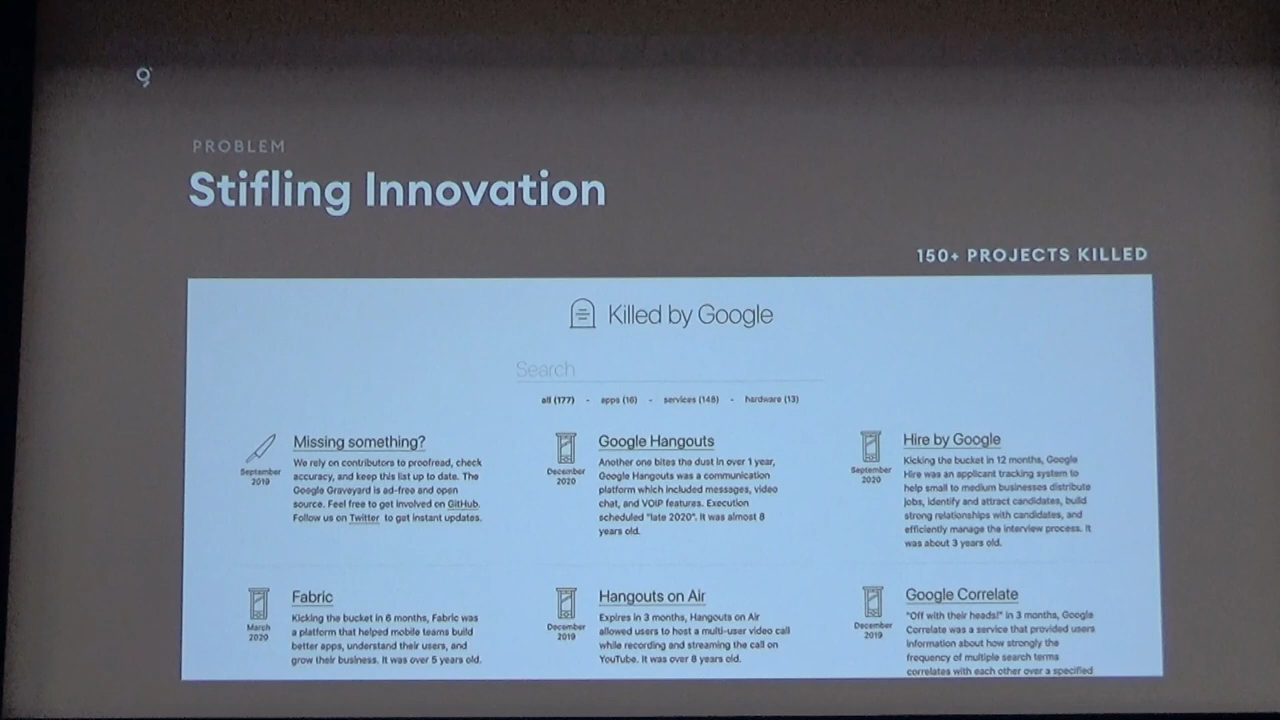 PROBLEM
Stifling Innovation
150+ PROJECTS KILLED
Killed by Google
Search
all (177) - apps (16) - services (148) - hardware (13)
September
2019
Missing something?
We rely on contributors to proofread, check
accuracy, and keep this list up to date. The
Google Graveyard is ad-free and open
source. Feel free to get involved on GitHub.
Follow us on Twitter to get instant updates.
December
2020
Google Hangouts
Another one bites the dust in over 1 year,
Google Hangouts was a communication
platform which included messages, video
chat, and VOIP features. Execution
scheduled "late 2020". It was almost 8
years old.
September
2020
Hire by Google
Kicking the bucket in 12 months, Google
Hire was an applicant tracking system to
help small to medium businesses distribute
jobs, identify and attract candidates, build
strong relationships with candidates, and
efficiently manage the interview process. It
was about 3 years old.
March
2020
Fabric
Kicking the bucket in 6 months, Fabric was
a platform that helped mobile teams build
better apps, understand their users, and
grow their business. It was over 5 years old.
December
2019
Hangouts on Air
Expires in 3 months, Hangouts on Air
allowed users to host a multi-user video call
while recording and streaming the call on
YouTube. It was over 8 years old.
December
2019
Google Correlate
"Off with their heads!" in 3 months, Google
Correlate was a service that provided users
information about how strongly the
frequency of multiple search terms
correlates with each other over a specified